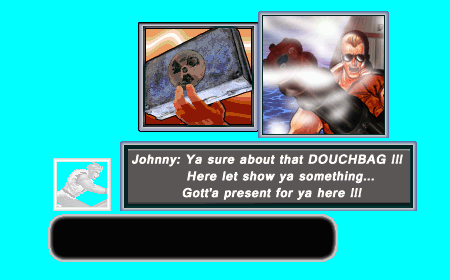 Johnny: Ya sure about that DOUCHBAG !!!
Here let show ya something...
Gott'a present for ya here !!!